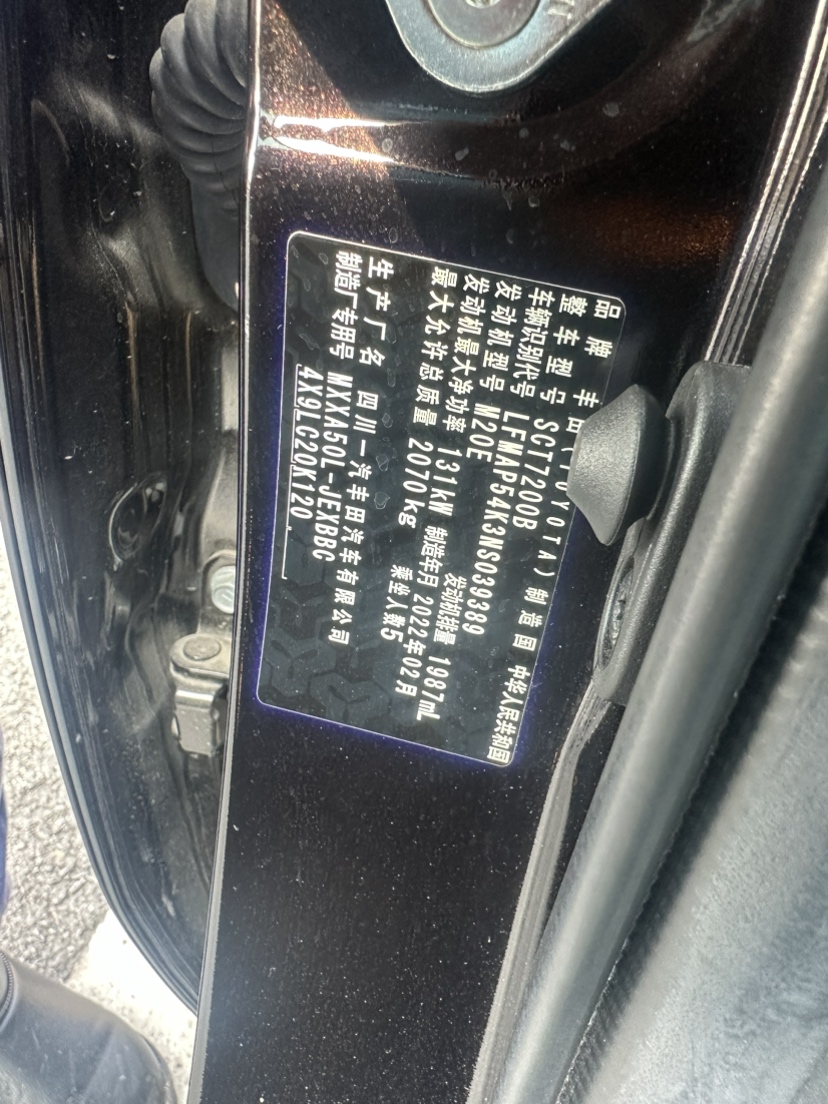 品牌 丰田(TOYOTA) 制造国 中华人民共和国
整车型号 SCT7200B
车辆识别代号 LFMAP54N3NS039389
发动机型号 M20E 发动机排量 1987mL
发动机最大净功率 131kW 制造年月 2022年02月
最大允许总质量 2070kg 乘坐人数5
生产厂名 四川一汽丰田汽车有限公司
制造厂专用号 MXXA50L-JEXBBC
4X9LC20K120